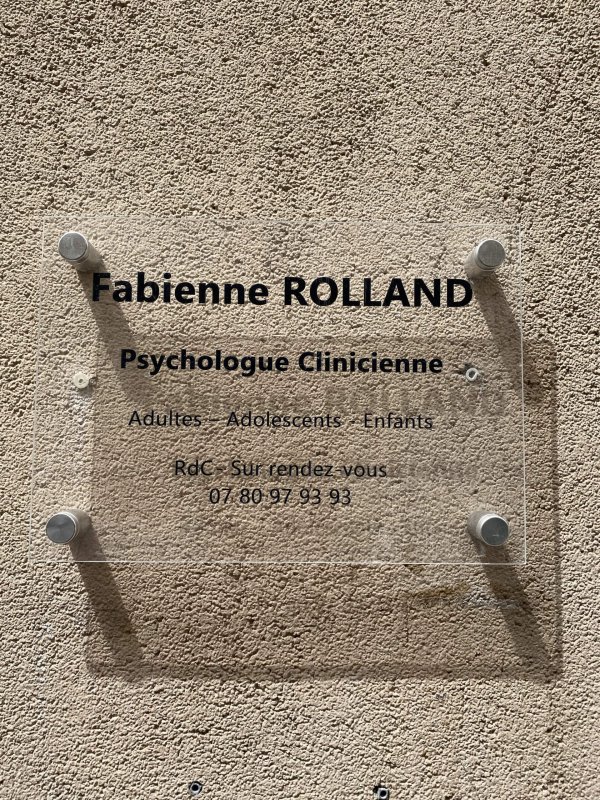 Fabienne ROLLAND
Psychologue Clinicienne
Adultes – Adolescents - Enfants
RdC - Sur rendez-vous
07 80 97 93 93